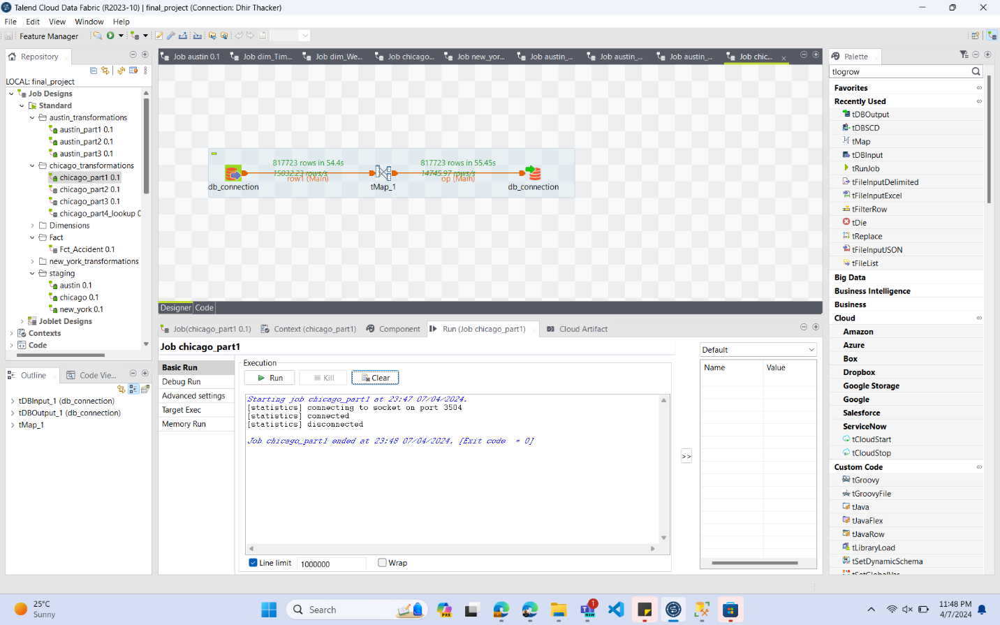 Talend Cloud Data Fabric (R2023-10) | final_project (Connection: Dhir Thacker)
File Edit View Window Help
Feature Manager
Repository
LOCAL: final_project
Job Designs
Standard
austin_transformations
austin_part1 0.1
austin_part2 0.1
austin_part3 0.1
chicago_transformations
chicago_part1 0.1
chicago_part2 0.1
chicago_part3 0.1
chicago_part4_lookup 0
Dimensions
Fact
Fct_Accident 0.1
new_york_transformations
staging
austin 0.1
chicago 0.1
new_york 0.1
Joblet Designs
Contexts
Code
Outline
Code Vie...
tDBInput_1 (db_connection)
tDBOutput_1 (db_connection)
tMap_1
Job austin 0.1
Job dim_Tim...
Job dim_We...
Job chicago...
Job new_yor...
Job austin_...
Job austin_...
Job austin_...
Job chic...
817723 rows in 54.4s
15032.23 rows/s
row1 (Main)
817723 rows in 55.45s
14745.97 rows/s
op (Main)
db_connection
tMap_1
db_connection
Designer Code
Job(chicago_part1 0.1)
Context (chicago_part1)
Component
Run (Job chicago_part1)
Cloud Artifact
Job chicago_part1
Basic Run
Debug Run
Advanced settings
Target Exec
Memory Run
Execution
Run
Kill
Clear
Starting job chicago_part1 at 23:47 07/04/2024.
[statistics] connecting to socket on port 3504
[statistics] connected
[statistics] disconnected
Job chicago_part1 ended at 23:48 07/04/2024. [Exit code  = 0]
Line limit
1000000
Wrap
>>
Default
Name
Value
Palette
tlogrow
Favorites
Recently Used
tDBOutput
tDBSCD
tMap
tDBInput
tRunJob
tFileInputDelimited
tFileInputExcel
tFilterRow
tDie
tReplace
tFileInputJSON
tFileList
Big Data
Business Intelligence
Business
Cloud
Amazon
Azure
Box
Dropbox
Google Storage
Google
Salesforce
ServiceNow
tCloudStart
tCloudStop
Custom Code
tGroovy
tGroovyFile
tJava
tJavaFlex
tJavaRow
tLibraryLoad
tSetDynamicSchema
tSetGlobalVar
25°C
Sunny
Search
PRE
1
NEW
11:48 PM
4/7/2024